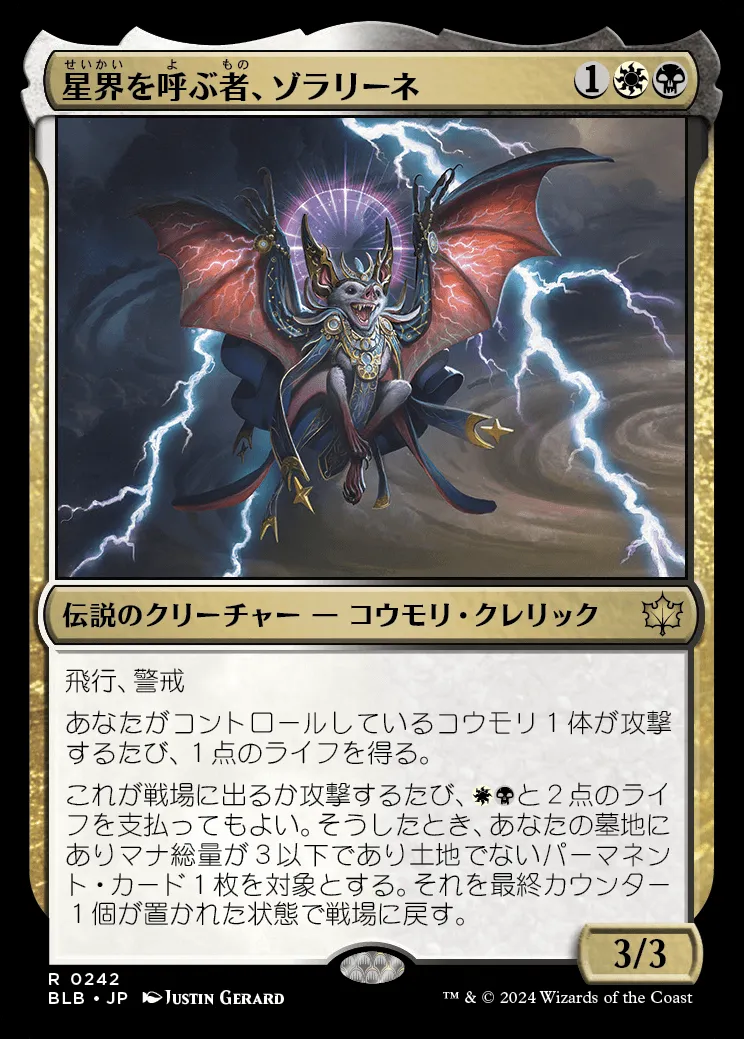 せいかい よ もの
星界を呼ぶ者、ゾラリーネ
1
伝説のクリーチャー — コウモリ・クレリック
飛行、警戒
あなたがコントロールしているコウモリ1体が攻撃
するたび、1点のライフを得る。
これが戦場に出るか攻撃するたび、と2点のライ
フを支払ってもよい。そうしたとき、あなたの墓地に
ありマナ総量が3以下であり土地でないパーマネン
ト・カード1枚を対象とする。それを最終カウンター
1個が置かれた状態で戦場に戻す。
3/3
R 0242
BLB • JP Justin Gerard
™ & © 2024 Wizards of the Coast